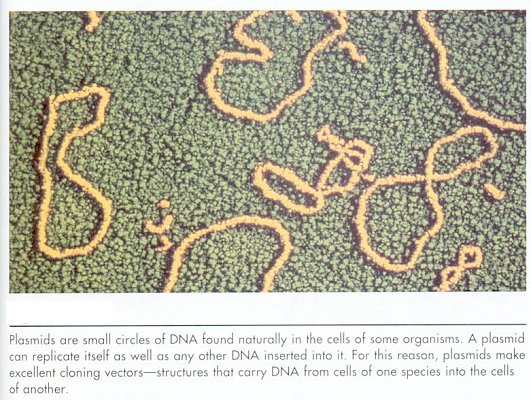 Plasmids are small circles of DNA found naturally in the cells of some organisms. A plasmid
can replicate itself as well as any other DNA inserted into it. For this reason, plasmids make
excellent cloning vectors—structures that carry DNA from cells of one species into the cells
of another.